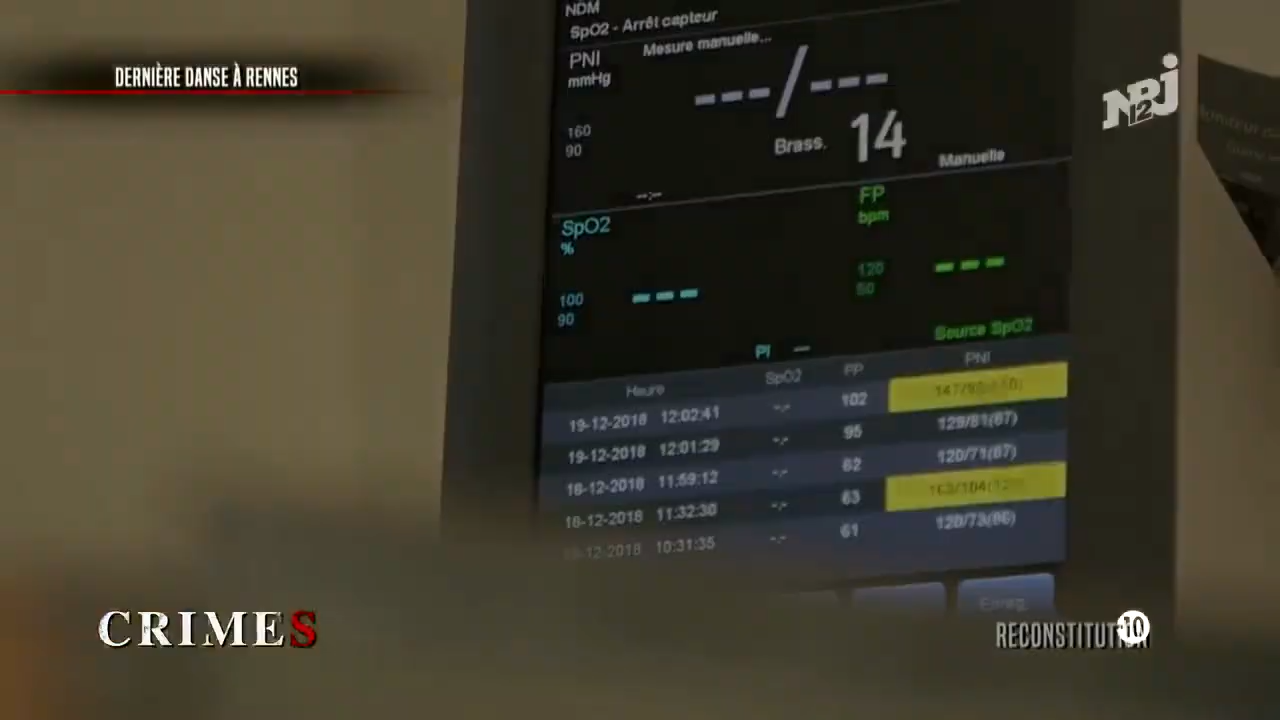 NDM
SpO2 - Arrêt capteur
DERNIÈRE DANSE À RENNES
PNI
mmHg
Mesure manuelle...
---/---
NRJ12
160
90
Brass. 14
Manuelle
--:--
SpO2
%
FP
bpm
100
90
---
120
50
---
Source SpO2
PI --
Heure SpO2 FP PNI
19-12-2018 12:02:41 -.- 102
19-12-2018 12:01:29 -.- 95 129/81(67)
18-12-2018 11:59:12 -.- 62 120/71(87)
18-12-2018 11:32:30 -.- 63
18-12-2018 10:31:35 -.- 61 120/73(86)
Enreg.
CRIMES
RECONSTITUTION
-10